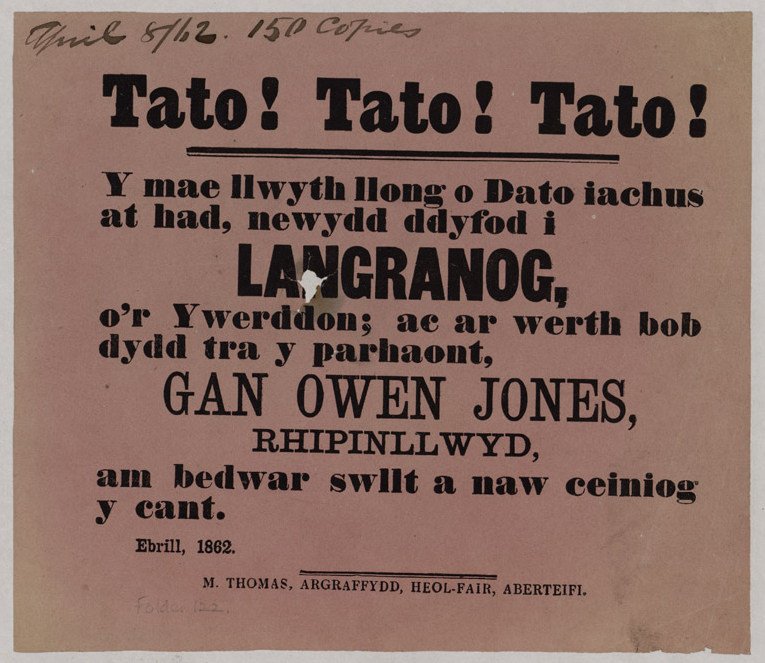 April 8/62. 150 Copies
Tato! Tato! Tato!
Y mae llwyth llong o Dato iachus
at had, newydd ddyfod i
LANGRANOG,
o'r Ywerddon; ac ar werth bob
dydd tra y parhaont,
GAN OWEN JONES,
RHIPINLLWYD,
am bedwar swllt a naw ceiniog
y cant.
Ebrill, 1862.
M. THOMAS, ARGRAFFYDD, HEOL-FAIR, ABERTEIFI.
Folder 122.